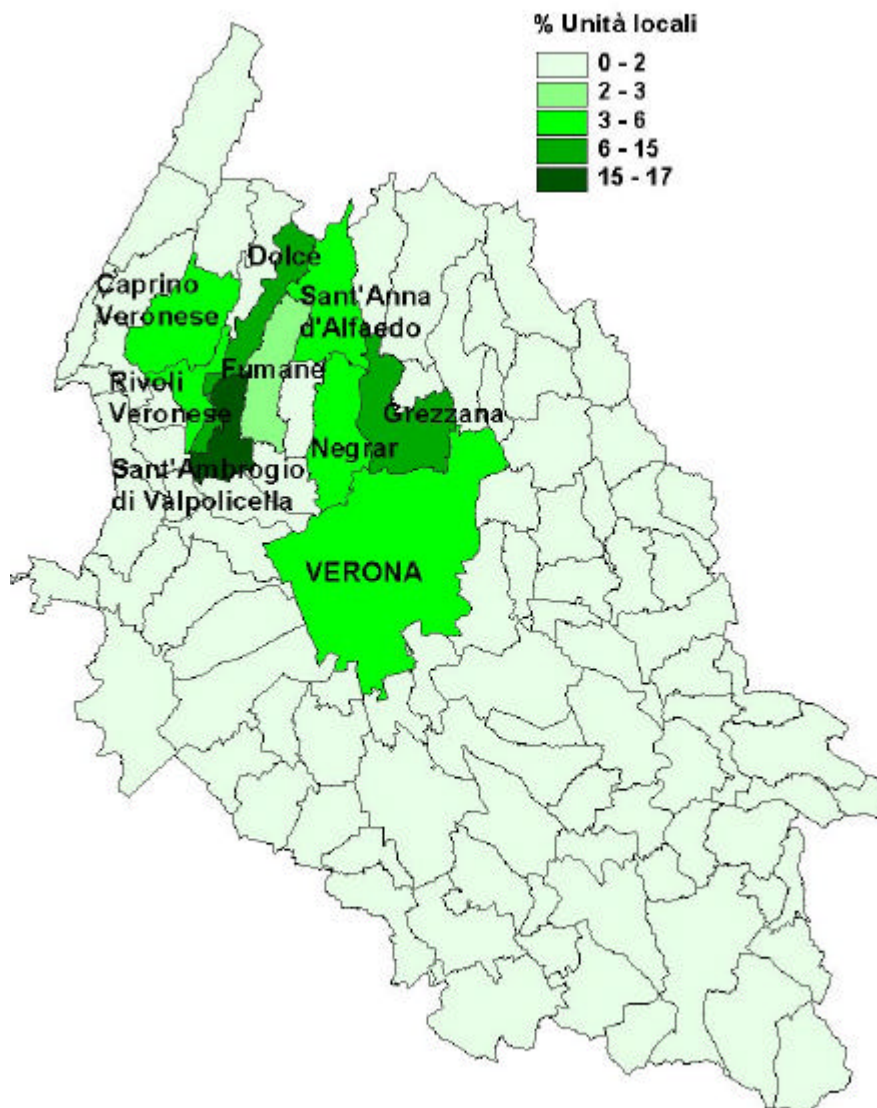 % Unità locali
0 - 2
2 - 3
3 - 6
6 - 15
15 - 17
Dolce
Caprino
Veronese
Sant'Anna
d'Alfaedo
Fumane
Rivoli
Veronese
Grezzana
Negrar
Sant'Ambrogio
di Valpolicella
VERONA